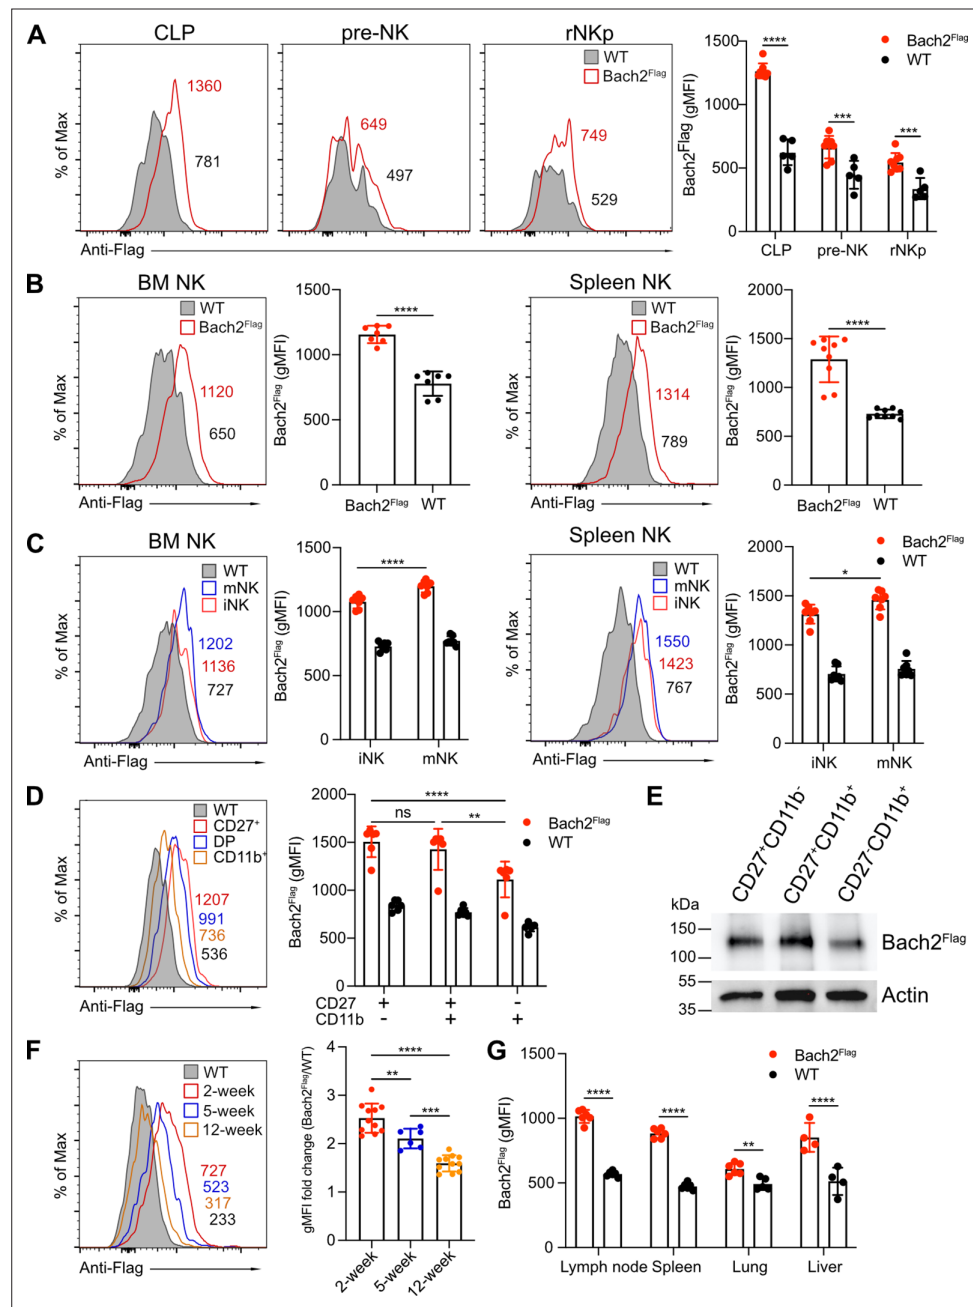 A
CLP
pre-NK
rNKp
% of Max
1360
781
649
497
WT
Bach2Flag
749
529
Anti-Flag
Bach2Flag (gMFI)
1500
1000
500
0
Bach2Flag
WT
****
***
***
CLP
pre-NK
rNKp
B
BM NK
% of Max
WT
Bach2Flag
1120
650
Anti-Flag
Bach2Flag (gMFI)
1500
1000
500
0
****
Bach2Flag
WT
Spleen NK
% of Max
WT
Bach2Flag
1314
789
Anti-Flag
Bach2Flag (gMFI)
2000
1500
1000
500
0
****
Bach2Flag
WT
C
BM NK
% of Max
WT
mNK
iNK
1202
1136
727
Anti-Flag
Bach2Flag (gMFI)
1500
1000
500
0
****
iNK
mNK
Spleen NK
% of Max
WT
mNK
iNK
1550
1423
767
Anti-Flag
Bach2Flag (gMFI)
2000
1500
1000
500
0
Bach2Flag
WT
*
iNK
mNK
D
% of Max
WT
CD27+
DP
CD11b+
1207
991
736
536
Anti-Flag
Bach2Flag (gMFI)
2000
1500
1000
500
0
****
ns
**
Bach2Flag
WT
CD27 + + -
CD11b - + +
E
CD27+CD11b-
CD27+CD11b+
CD27-CD11b+
kDa
150
100
55
35
Bach2Flag
Actin
F
% of Max
WT
2-week
5-week
12-week
727
523
317
233
Anti-Flag
gMFI fold change (Bach2Flag/WT)
4
3
2
1
0
****
**
***
2-week
5-week
12-week
G
Bach2Flag (gMFI)
1500
1000
500
0
Bach2Flag
WT
****
****
**
****
Lymph node
Spleen
Lung
Liver